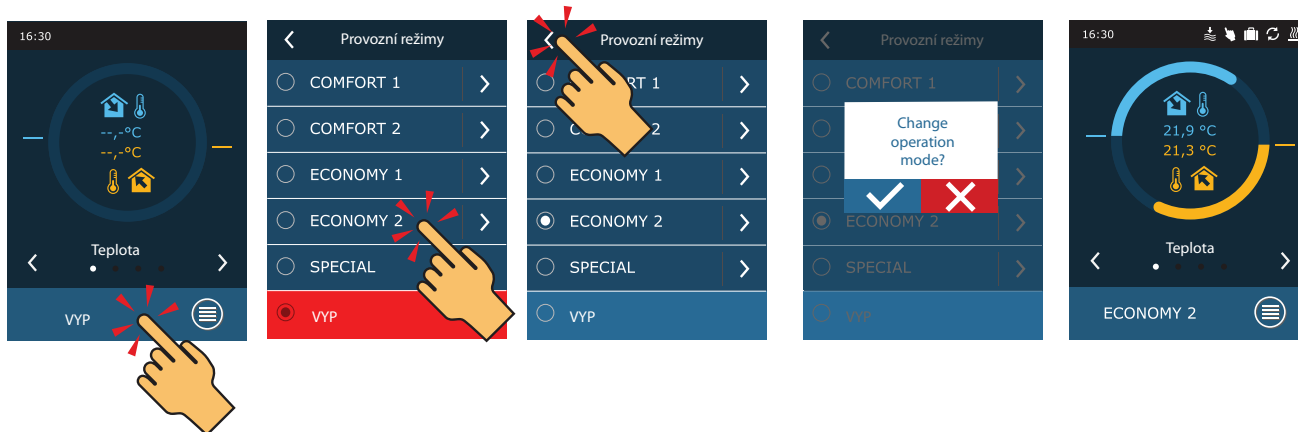 16:30
--,-°C
--,-°C
Teplota
VYP
Provozní režimy
COMFORT 1
COMFORT 2
ECONOMY 1
ECONOMY 2
SPECIAL
VYP
Provozní režimy
RT 1
C 2
ECONOMY 1
ECONOMY 2
SPECIAL
VYP
Provozní režimy
COMFORT 1
Change
operation
mode?
ECONOMY 2
SPECIAL
VYP
16:30
21,9 °C
21,3 °C
Teplota
ECONOMY 2